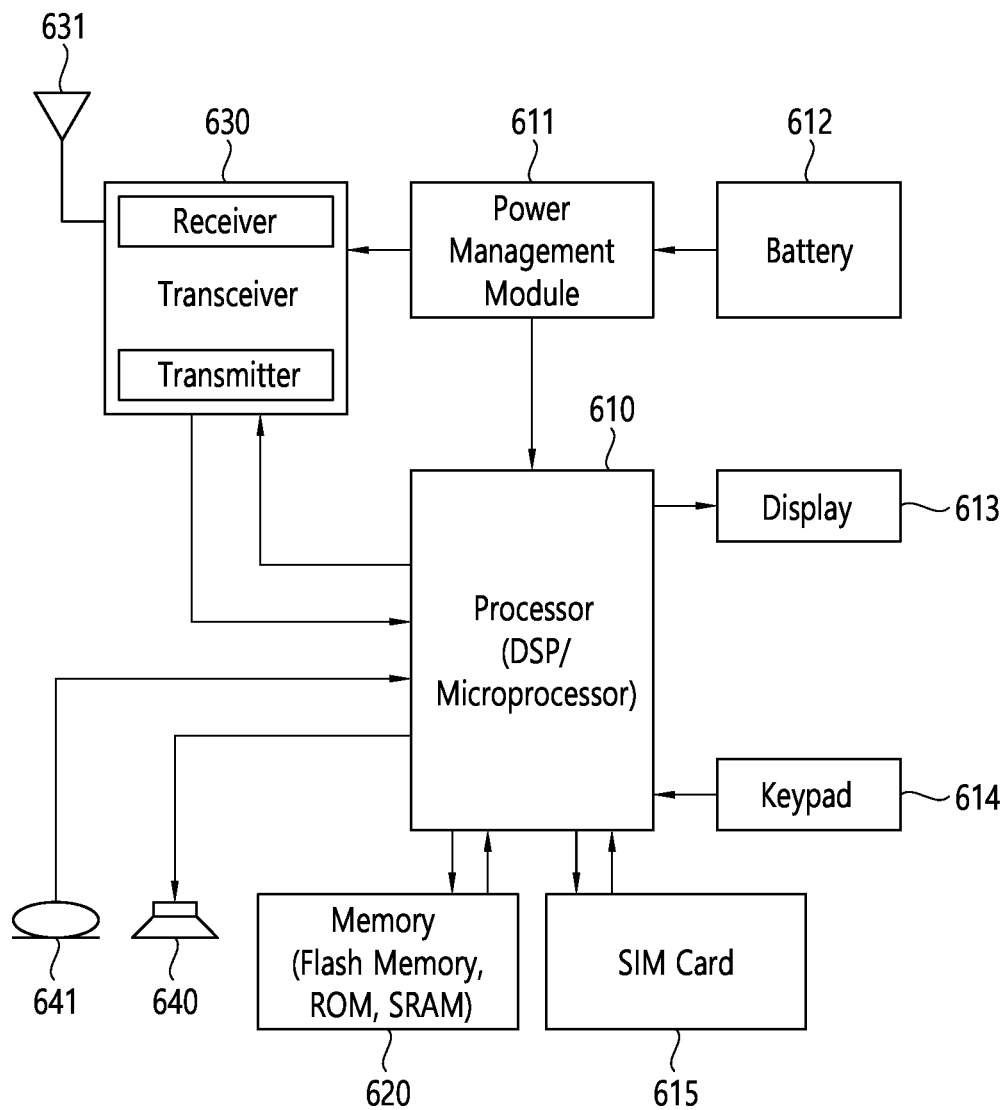 631
630
611
612
Receiver
Transceiver
Transmitter
Power
Management
Module
Battery
610
Processor
(DSP/
Microprocessor)
Display
613
Keypad
614
641
640
Memory
(Flash Memory,
ROM, SRAM)
620
SIM Card
615